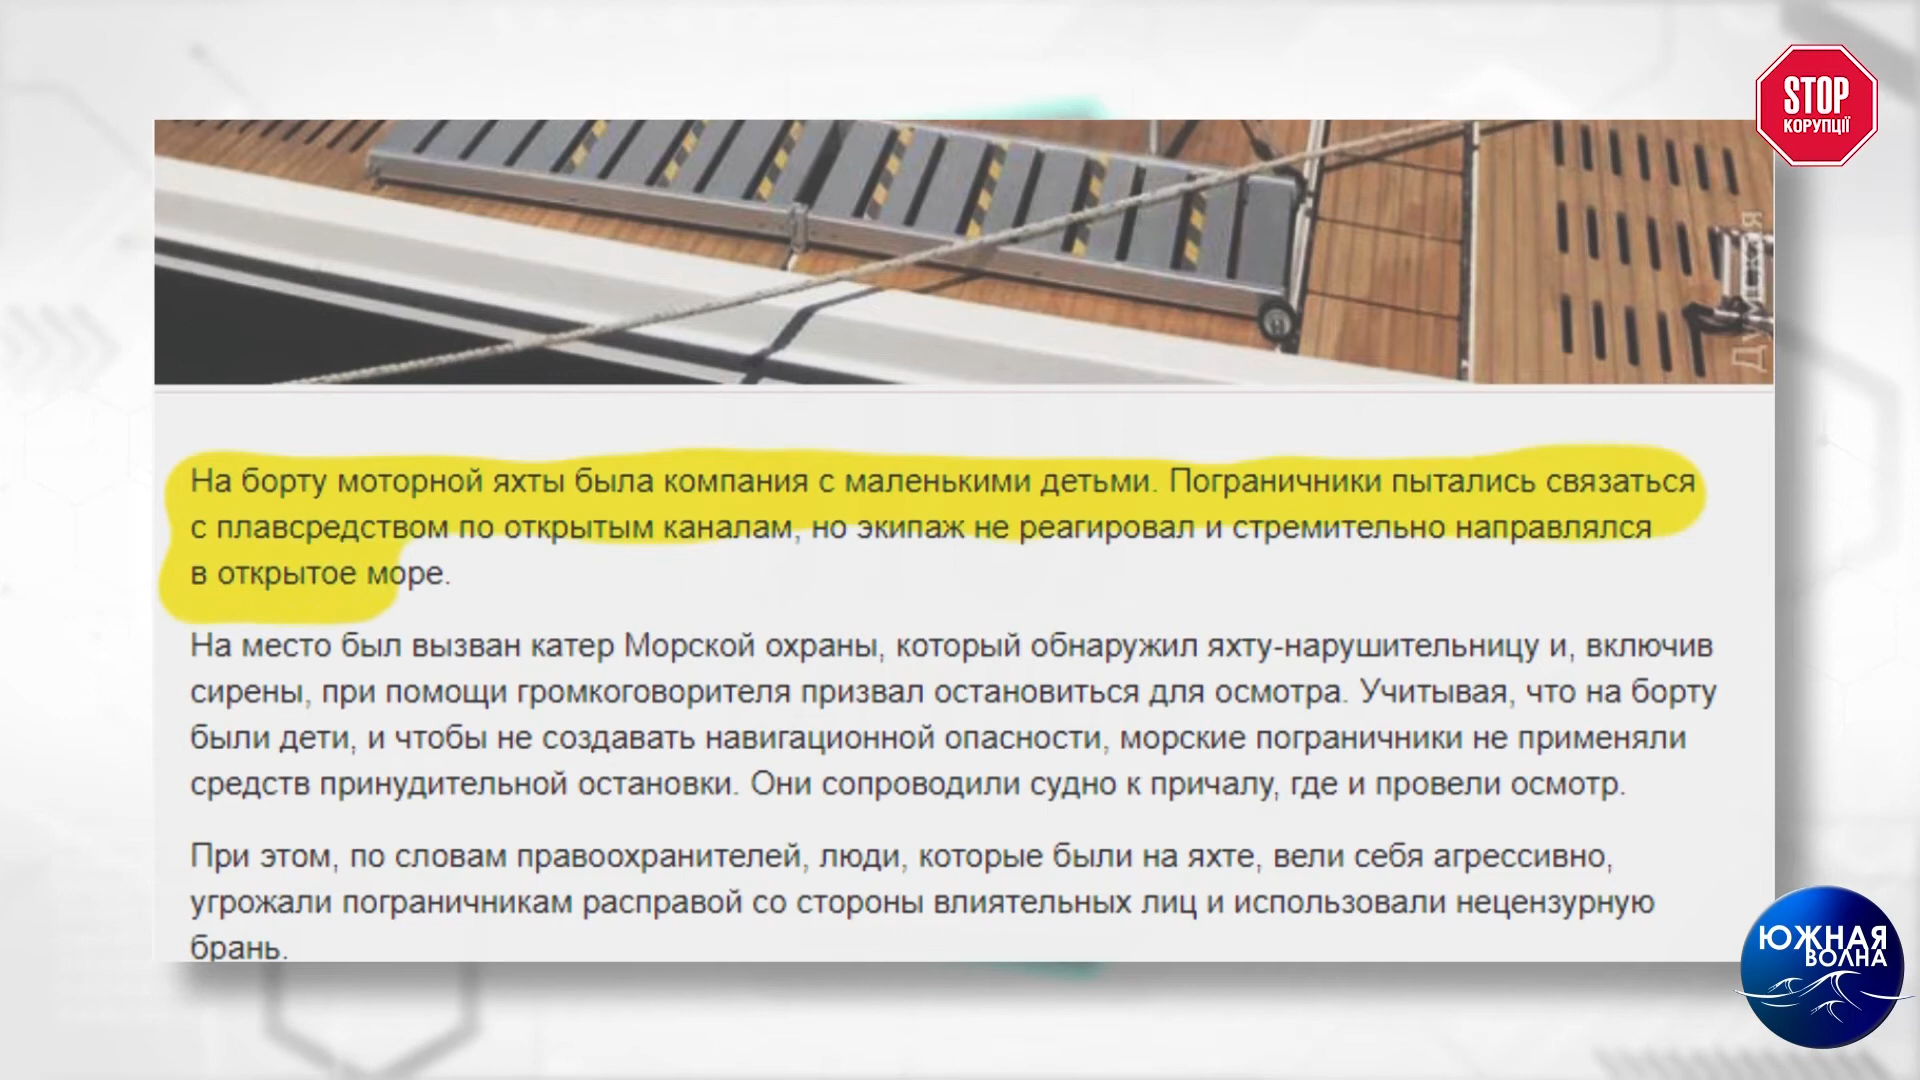 STOP
КОРУПЦІЇ
Думская
На борту моторной яхты была компания с маленькими детьми. Пограничники пытались связаться
с плавсредством по открытым каналам, но экипаж не реагировал и стремительно направлялся
в открытое море.
На место был вызван катер Морской охраны, который обнаружил яхту-нарушительницу и, включив
сирены, при помощи громкоговорителя призвал остановиться для осмотра. Учитывая, что на борту
были дети, и чтобы не создавать навигационной опасности, морские пограничники не применяли
средств принудительной остановки. Они сопроводили судно к причалу, где и провели осмотр.
При этом, по словам правоохранителей, люди, которые были на яхте, вели себя агрессивно,
угрожали пограничникам расправой со стороны влиятельных лиц и использовали нецензурную
брань.
ЮЖНАЯ
ВОЛНА